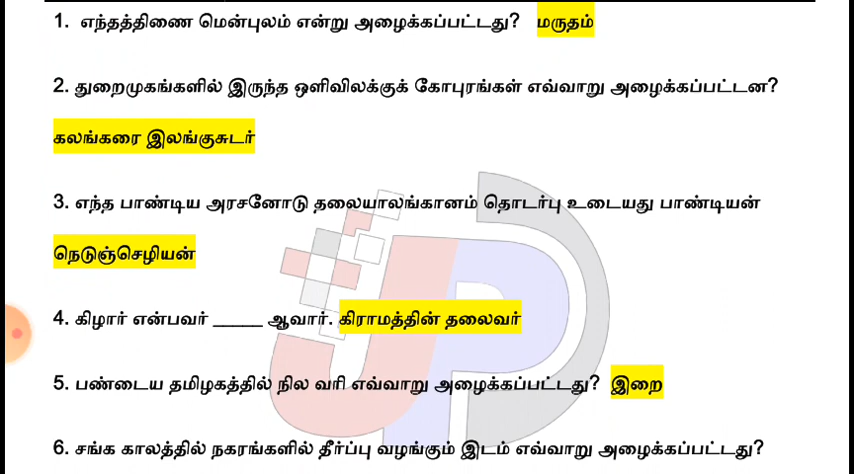 1. எந்தத்திணை மென்புலம் என்று அழைக்கப்பட்டது? மருதம்
2. துறைமுகங்களில் இருந்த ஒளிவிலக்குக் கோபுரங்கள் எவ்வாறு அழைக்கப்பட்டன?
கலங்கரை இலங்குசுடர்
3. எந்த பாண்டிய அரசனோடு தலையாலங்கானம் தொடர்பு உடையது பாண்டியன்
நெடுஞ்செழியன்
4. கிழார் என்பவர் _____ ஆவார். கிராமத்தின் தலைவர்
5. பண்டைய தமிழகத்தில் நில வரி எவ்வாறு அழைக்கப்பட்டது? இறை
6. சங்க காலத்தில் நகரங்களில் தீர்ப்பு வழங்கும் இடம் எவ்வாறு அழைக்கப்பட்டது?